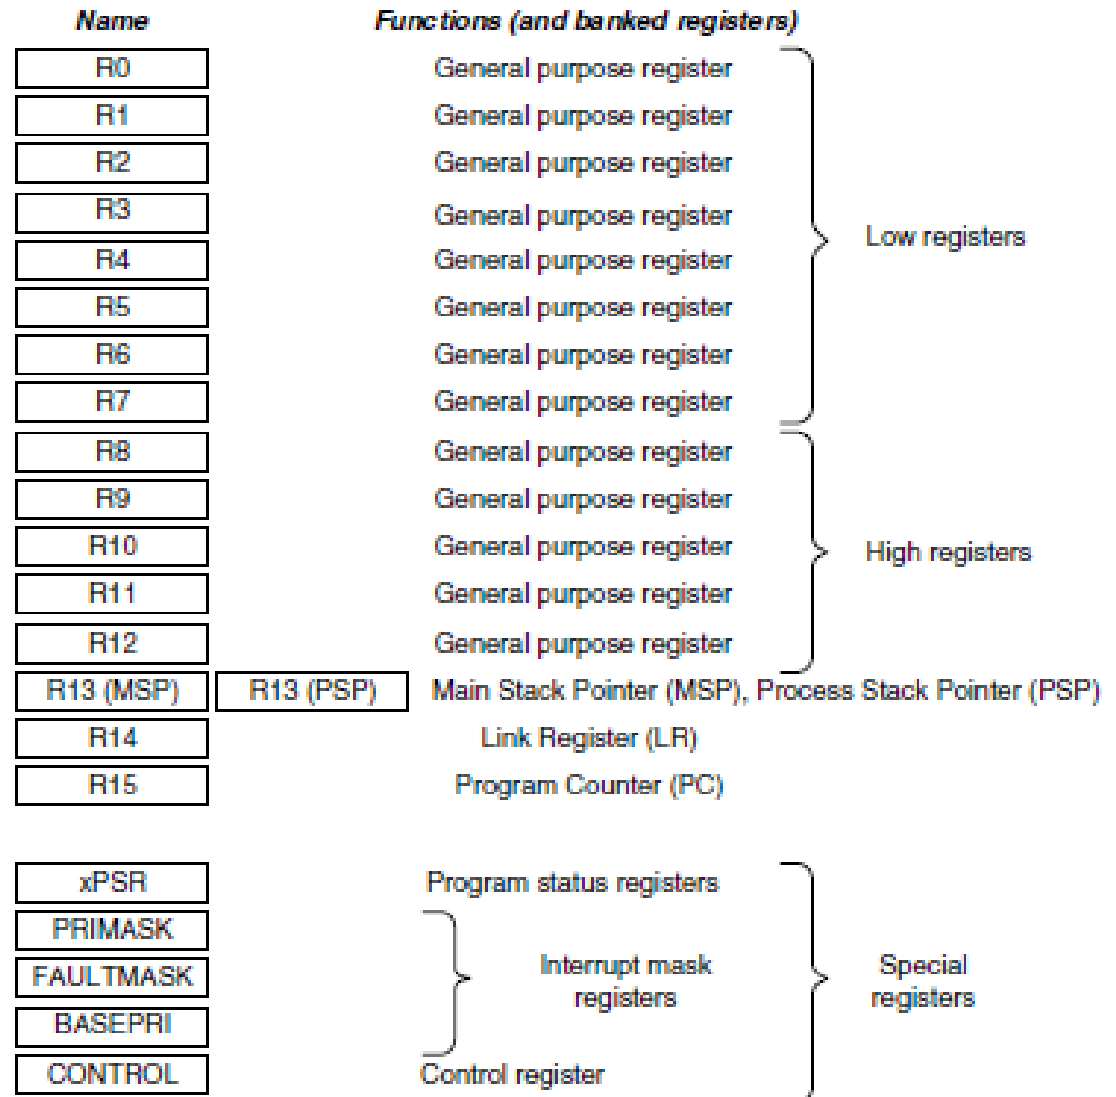 Name Functions (and banked registers)
R0 General purpose register
R1 General purpose register
R2 General purpose register
R3 General purpose register
Low registers
R4 General purpose register
R5 General purpose register
R6 General purpose register
R7 General purpose register
R8 General purpose register
R9 General purpose register
R10 General purpose register
High registers
R11 General purpose register
R12 General purpose register
R13 (MSP) R13 (PSP) Main Stack Pointer (MSP), Process Stack Pointer (PSP)
R14 Link Register (LR)
R15 Program Counter (PC)
xPSR Program status registers
PRIMASK
FAULTMASK
Interrupt mask
registers
Special
registers
BASEPRI
CONTROL Control register